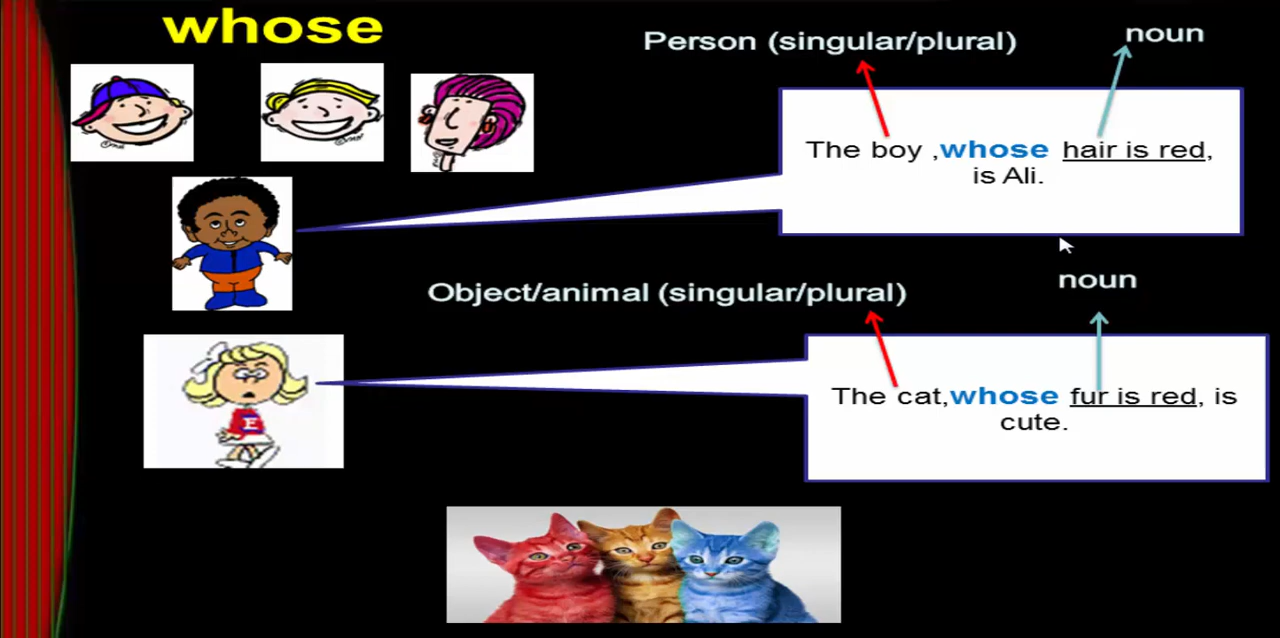 whose
Person (singular/plural)
noun
The boy ,whose hair is red,
is Ali.
noun
Object/animal (singular/plural)
The cat,whose fur is red, is
cute.
E